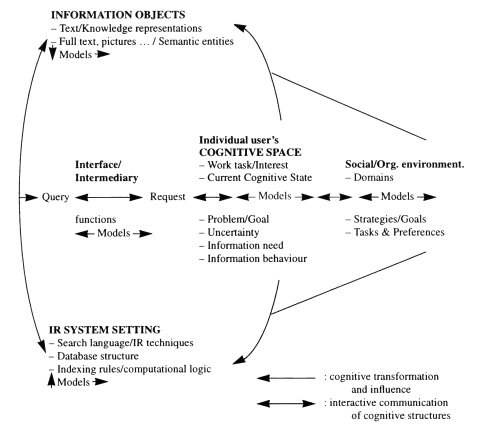 INFORMATION OBJECTS
– Text/Knowledge representations
– Full text, pictures … / Semantic entities
Models
Individual user's
COGNITIVE SPACE
– Work task/Interest
– Current Cognitive State
Interface/
Intermediary
Social/Org. environment.
– Domains
Query
Request
Models
Models
functions
Models
– Problem/Goal
– Uncertainty
– Information need
– Information behaviour
– Strategies/Goals
– Tasks & Preferences
IR SYSTEM SETTING
– Search language/IR techniques
– Database structure
– Indexing rules/computational logic
Models
: cognitive transformation
and influence
: interactive communication
of cognitive structures